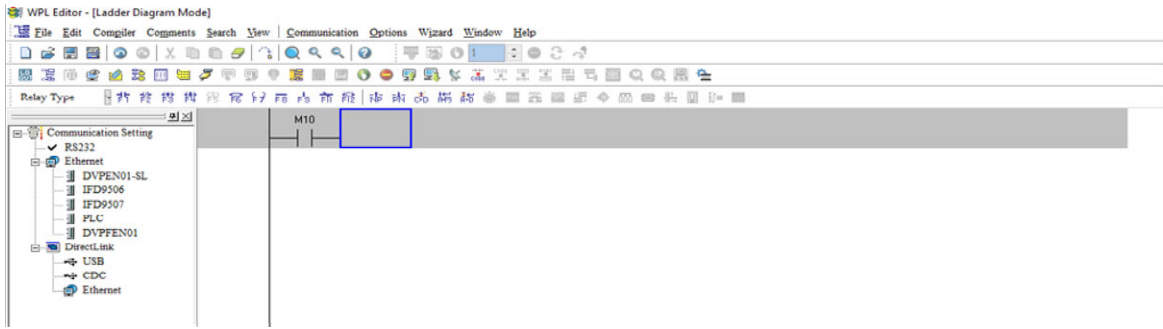 WPL Editor - [Ladder Diagram Mode]
File Edit Compiler Comments Search View Communication Options Wizard Window Help
1
Relay Type
M10
Communication Setting
RS232
Ethernet
DVPEN01-SL
IFD9506
IFD9507
PLC
DVPFEN01
DirectLink
USB
CDC
Ethernet